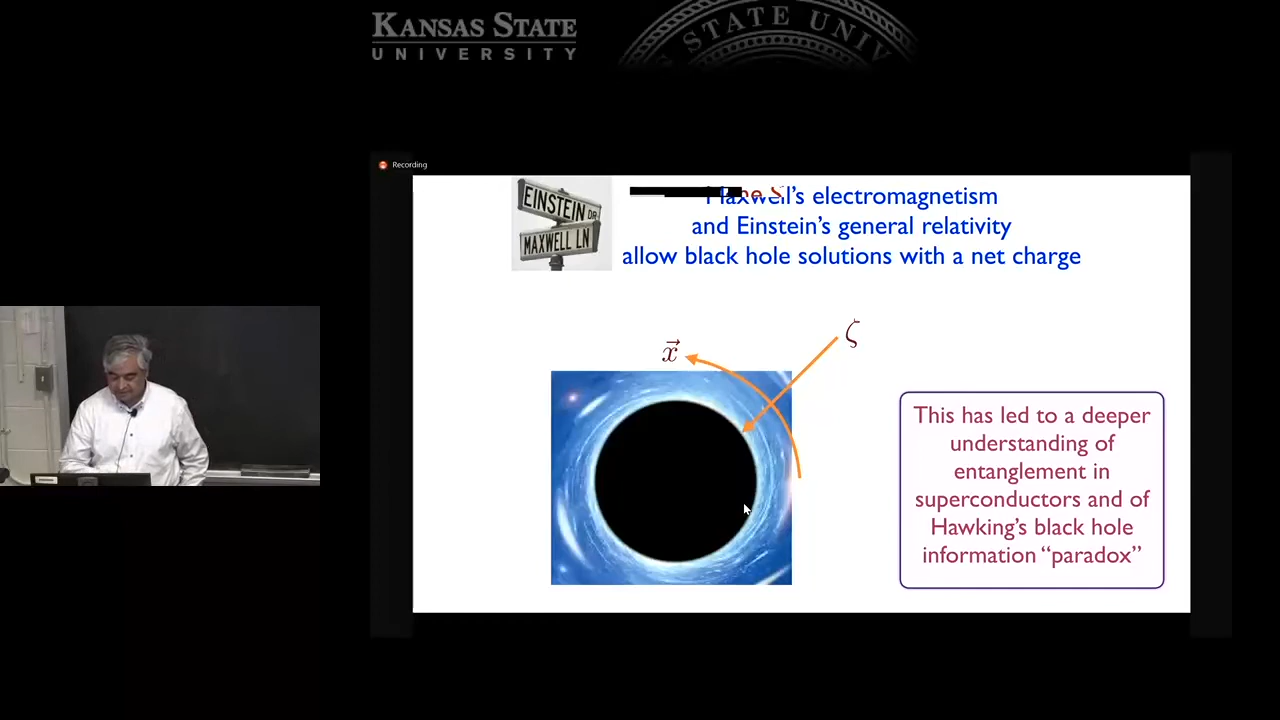 KANSAS STATE
UNIVERSITY
STATE UNIV
Recording
EINSTEIN DR
MAXWELL LN
Maxwell's electromagnetism
and Einstein's general relativity
allow black hole solutions with a net charge
x⃗
ζ
This has led to a deeper
understanding of
entanglement in
superconductors and of
Hawking's black hole
information “paradox”